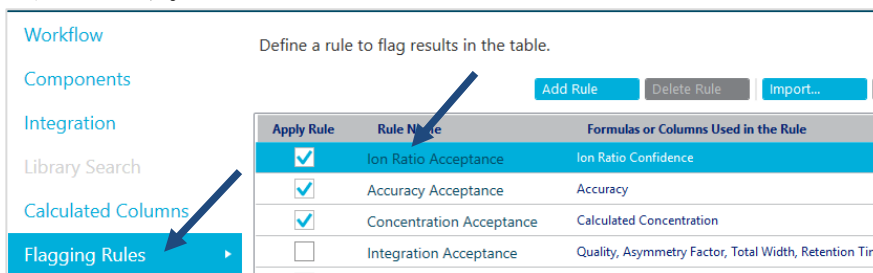 Workflow
Components
Integration
Library Search
Calculated Columns
Flagging Rules
Define a rule to flag results in the table.
Add Rule Delete Rule Import...
Apply Rule Rule Formulas or Columns Used in the Rule
Ion Ratio Acceptance Ion Ratio Confidence
Accuracy Acceptance Accuracy
Concentration Acceptance Calculated Concentration
Integration Acceptance Quality, Asymmetry Factor, Total Width, Retention